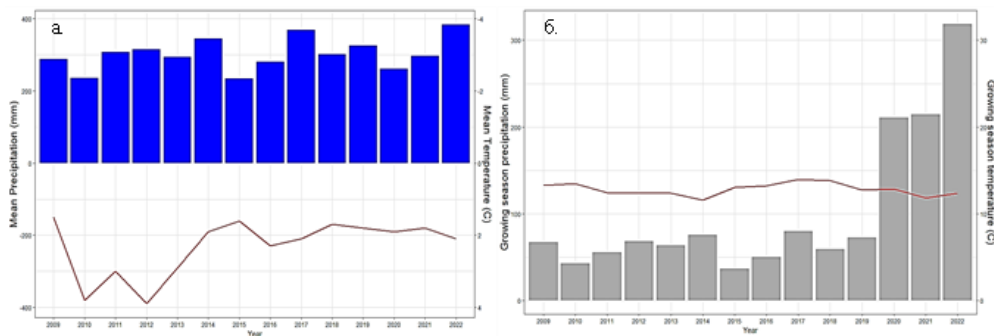 а.
400
200
0
-200
-400
Mean Precipitation (mm)
-4
-2
0
2
4
Mean Temperature (C)
2009 2010 2011 2012 2013 2014 2015 2016 2017 2018 2019 2020 2021 2022
Year
б.
300
200
100
0
Growing season precipitation (mm)
30
20
10
0
Growing season temperature (C)
2009 2010 2011 2012 2013 2014 2015 2016 2017 2018 2019 2020 2021 2022
Year